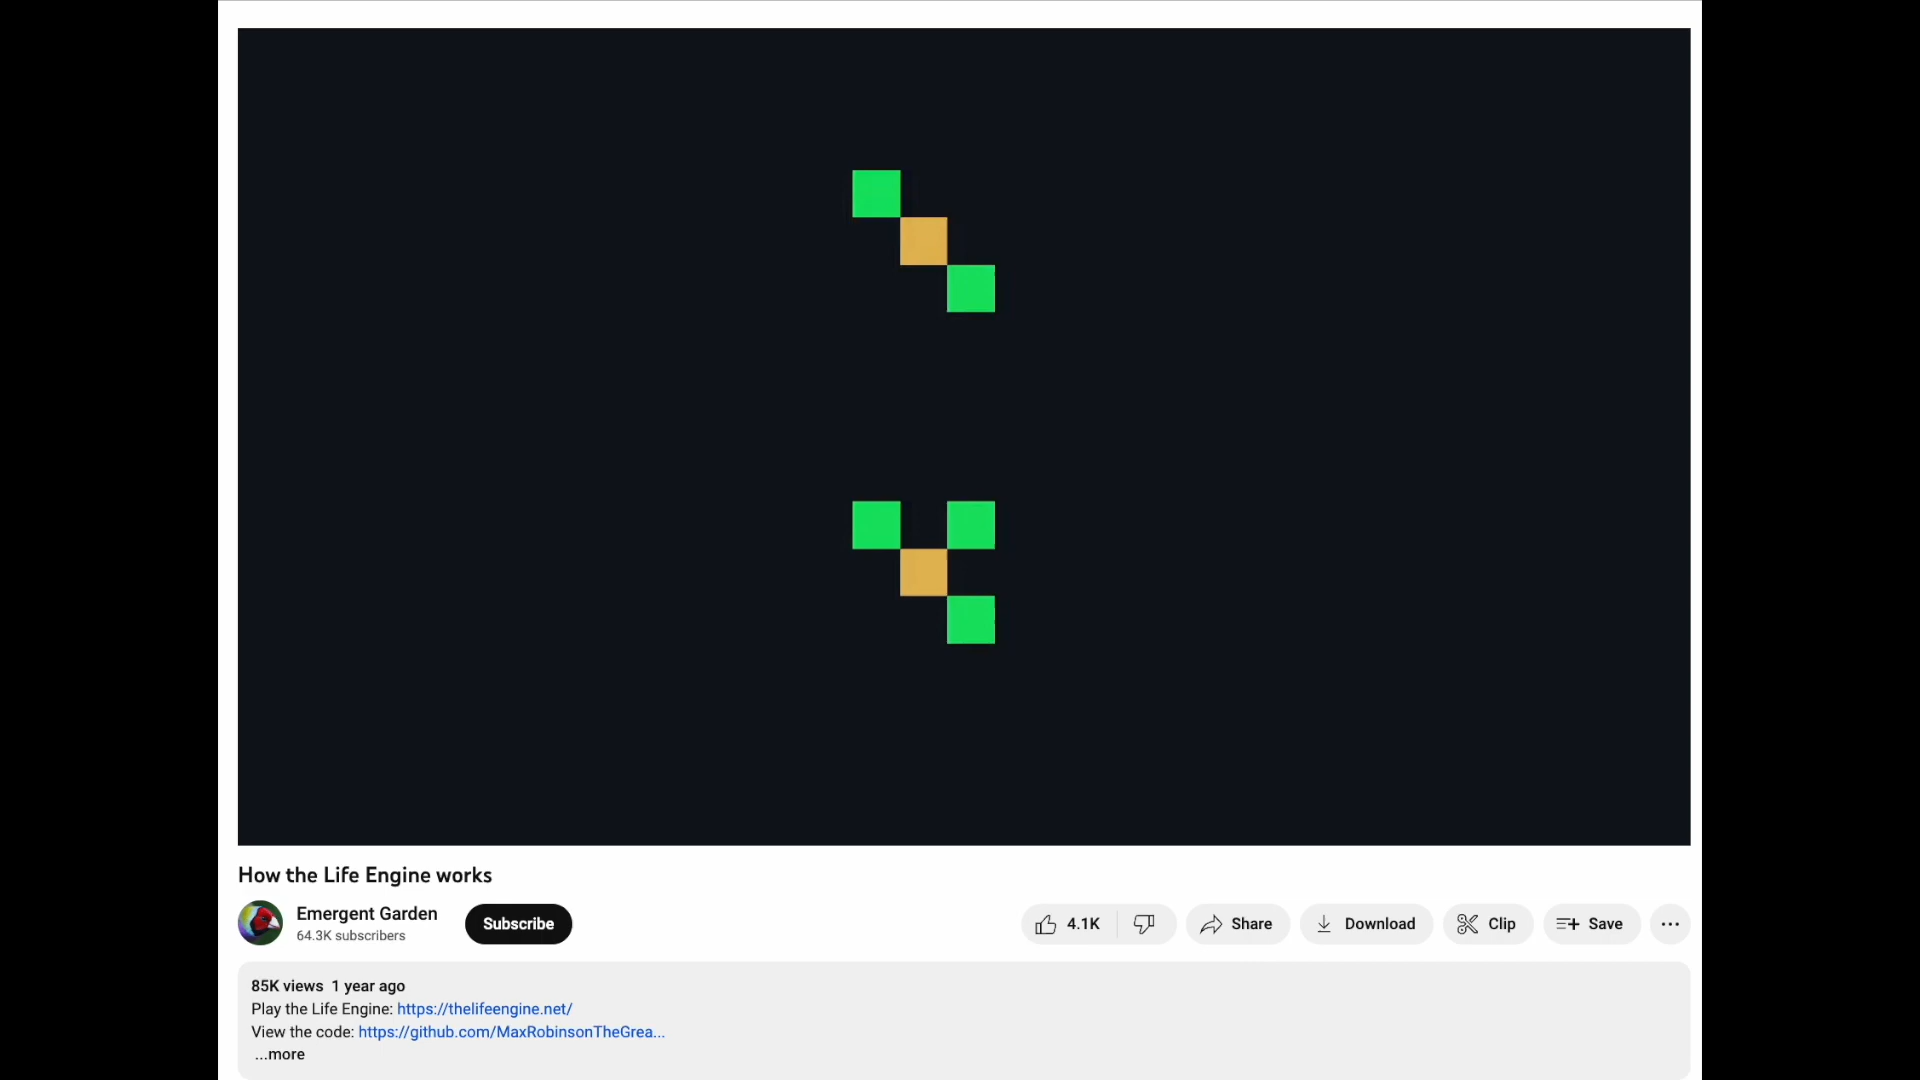 How the Life Engine works
Emergent Garden
64.3K subscribers
Subscribe
4.1K
Share
Download
Clip
Save
85K views 1 year ago
Play the Life Engine: https://thelifeengine.net/
View the code: https://github.com/MaxRobinsonTheGrea...
...more